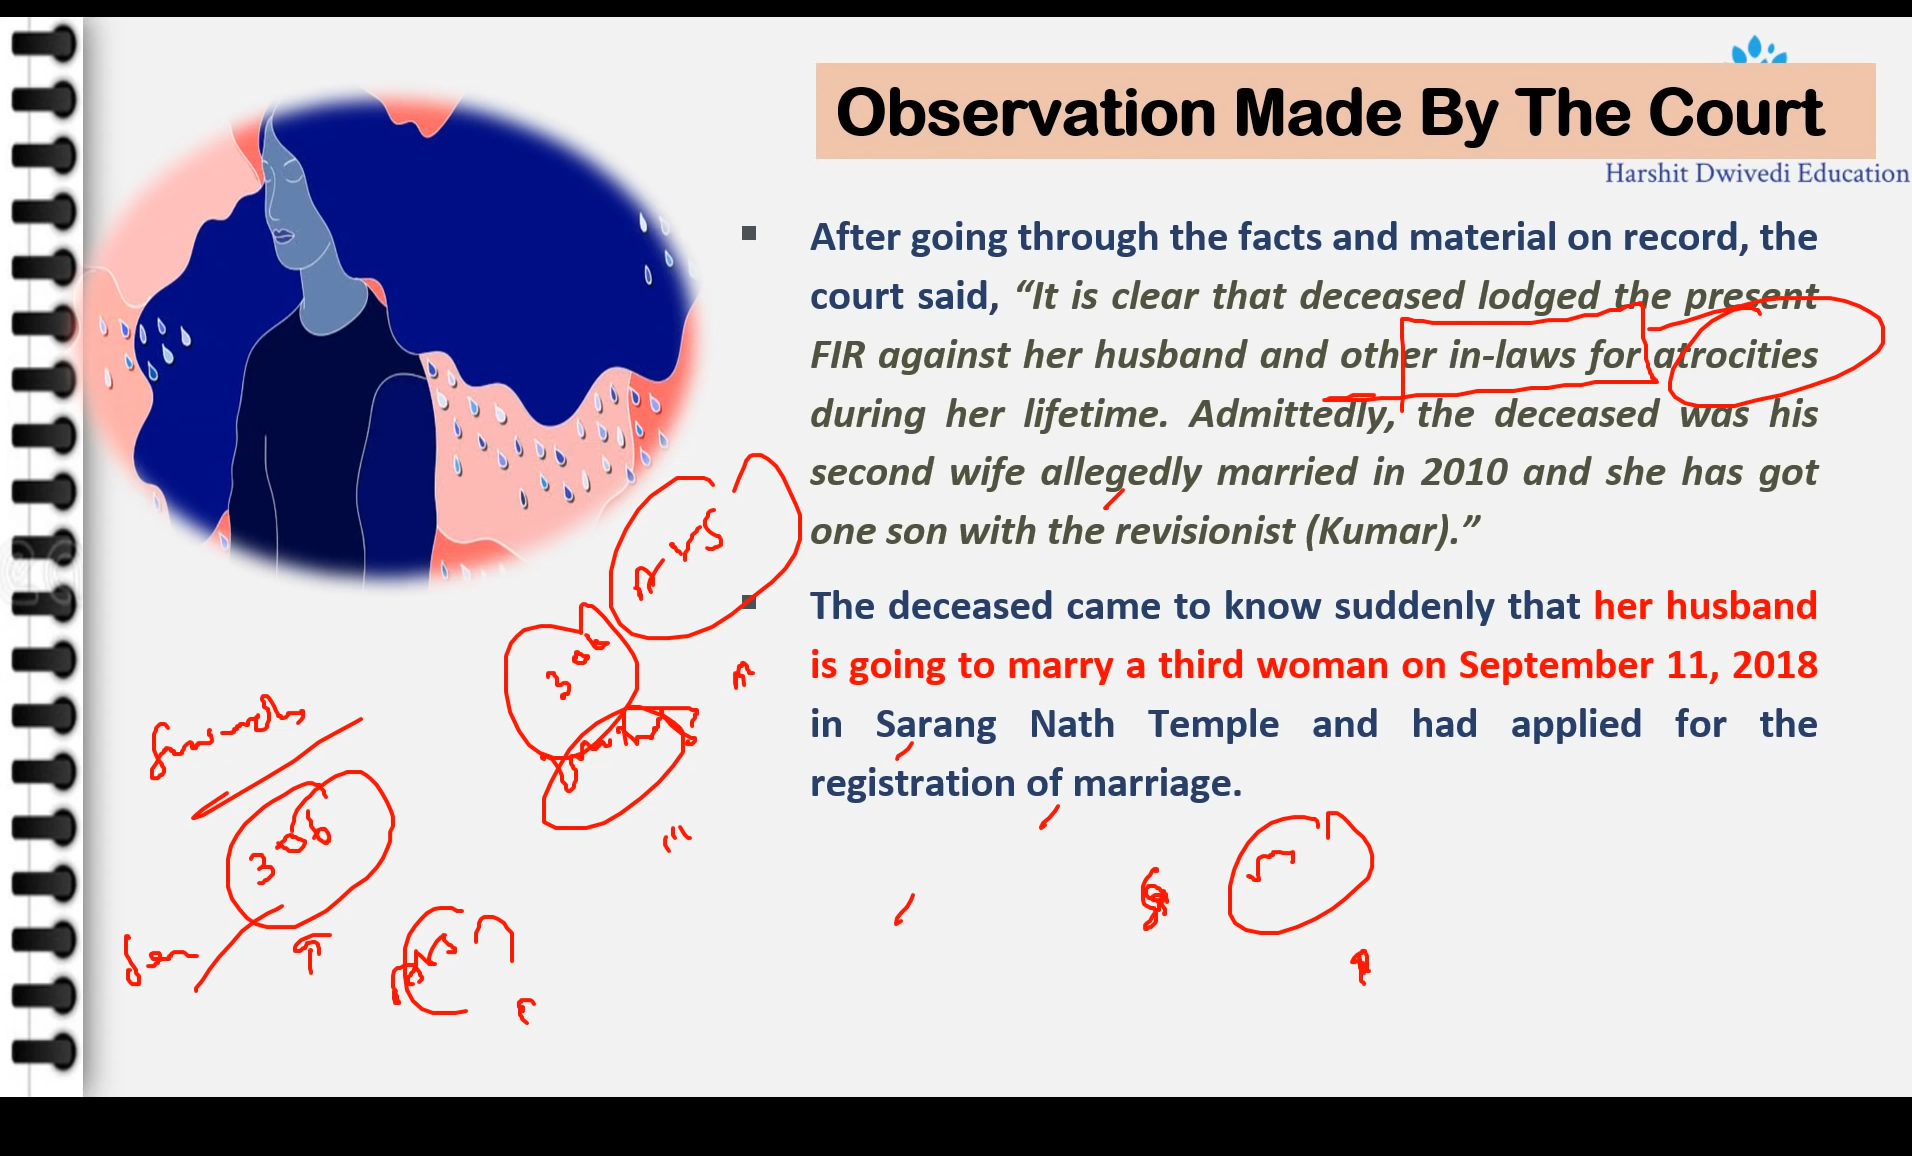 Observation Made By The Court
Harshit Dwivedi Education
▪ After going through the facts and material on record, the
court said, “It is clear that deceased lodged the present
FIR against her husband and other in-laws for atrocities
during her lifetime. Admittedly, the deceased was his
second wife allegedly married in 2010 and she has got
one son with the revisionist (Kumar).”
▪ The deceased came to know suddenly that her husband
is going to marry a third woman on September 11, 2018
in Sarang Nath Temple and had applied for the
registration of marriage.
306